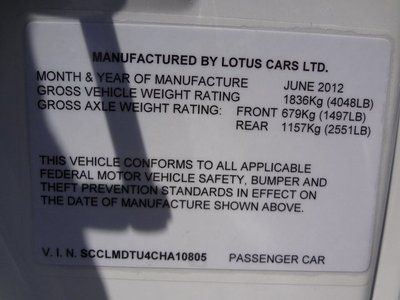 MANUFACTURED BY LOTUS CARS LTD.
MONTH & YEAR OF MANUFACTURE JUNE 2012
GROSS VEHICLE WEIGHT RATING 1836Kg (4048LB)
GROSS AXLE WEIGHT RATING: FRONT 679Kg (1497LB)
REAR 1157Kg (2551LB)
THIS VEHICLE CONFORMS TO ALL APPLICABLE
FEDERAL MOTOR VEHICLE SAFETY, BUMPER AND
THEFT PREVENTION STANDARDS IN EFFECT ON
THE DATE OF MANUFACTURE SHOWN ABOVE.
V. I. N. SCCLMDTU4CHA10805 PASSENGER CAR